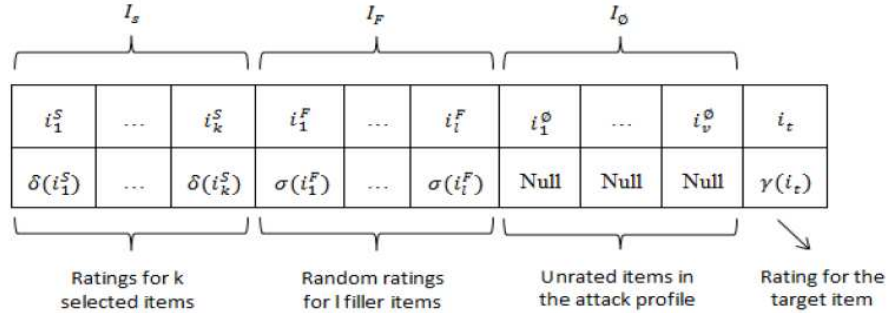 I_s I_F I_∅
i_1^S ... i_k^S i_1^F ... i_l^F i_1^∅ ... i_v^∅ i_t
δ(i_1^S) ... δ(i_k^S) σ(i_1^F) ... σ(i_l^F) Null Null Null γ(i_t)
Ratings for k
selected items
Random ratings
for l filler items
Unrated items in
the attack profile
Rating for the
target item